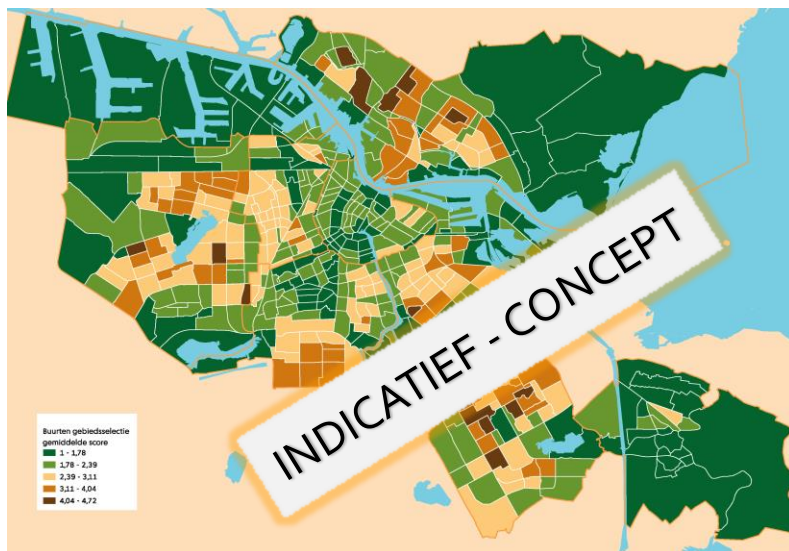 INDICATIEF - CONCEPT
Buurten gebiedsselectie
gemiddelde score
1 - 1,78
1,78 - 2,39
2,39 - 3,11
3,11 - 4,04
4,04 - 4,72